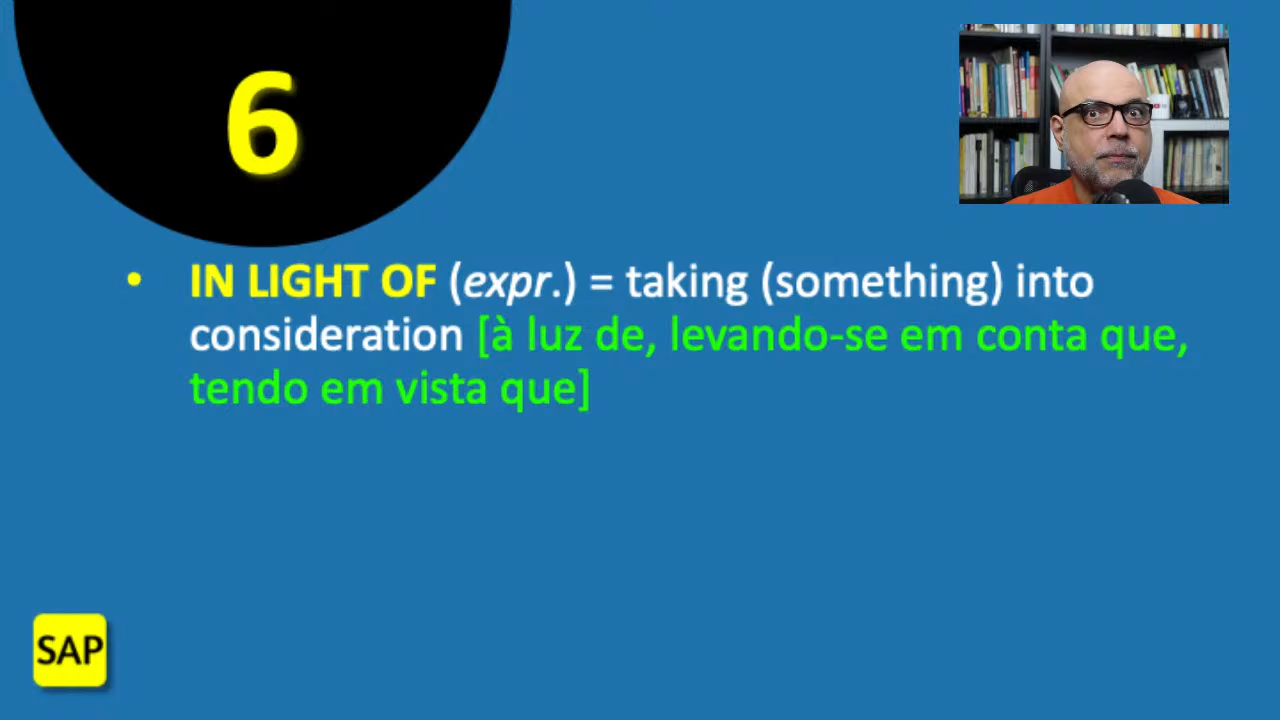 6
• IN LIGHT OF (expr.) = taking (something) into
consideration [à luz de, levando-se em conta que,
tendo em vista que]
SAP